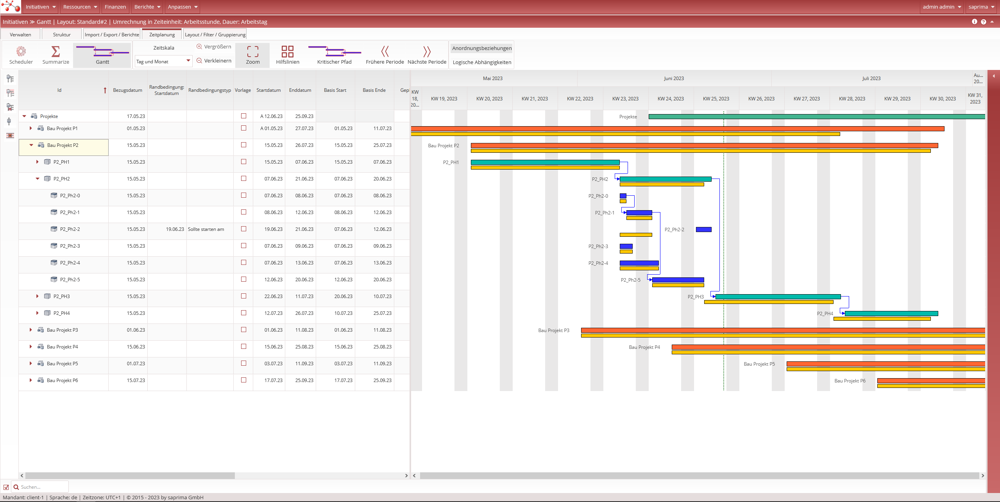 Initiativen Ressourcen Finanzen Berichte Anpassen admin admin saprima
Initiativen ≫ Gantt | Layout: Standard#2 | Umrechnung in Zeiteinheit: Arbeitsstunde, Dauer: Arbeitstag
Verwalten Struktur Import / Export / Berichte Zeitplanung Layout / Filter / Gruppierung
Scheduler Summarize Gantt
Zeitskala
Tag und Monat
Vergrößern
Verkleinern
Zoom Hilfslinien Kritischer Pfad Frühere Periode Nächste Periode
Anordnungsbeziehungen
Logische Abhängigkeiten
Id Bezugsdatum Randbedingung: Startdatum Randbedingungstyp Vorlage Startdatum Enddatum Basis Start Basis Ende Gepl
Mai 2023 Juni 2023 Juli 2023 Au... 20...
KW 18, 20... KW 19, 2023 KW 20, 2023 KW 21, 2023 KW 22, 2023 KW 23, 2023 KW 24, 2023 KW 25, 2023 KW 26, 2023 KW 27, 2023 KW 28, 2023 KW 29, 2023 KW 30, 2023 KW 31, 2023
Projekte 17.05.23 A 12.06.23 25.09.23 Projekte
Bau Projekt P1 01.05.23 A 01.05.23 27.07.23 01.05.23 11.07.23
Bau Projekt P2 15.05.23 15.05.23 26.07.23 15.05.23 25.07.23 Bau Projekt P2
P2_PH1 15.05.23 15.05.23 07.06.23 15.05.23 07.06.23 P2_PH1
P2_PH2 15.05.23 07.06.23 21.06.23 07.06.23 20.06.23 P2_PH2
P2_Ph2-0 15.05.23 07.06.23 08.06.23 07.06.23 08.06.23 P2_Ph2-0
P2_Ph2-1 15.05.23 08.06.23 12.06.23 08.06.23 12.06.23 P2_Ph2-1
P2_Ph2-2 15.05.23 19.06.23 Sollte starten am 19.06.23 21.06.23 07.06.23 12.06.23 P2_Ph2-2
P2_Ph2-3 15.05.23 07.06.23 09.06.23 07.06.23 09.06.23 P2_Ph2-3
P2_Ph2-4 15.05.23 07.06.23 13.06.23 07.06.23 13.06.23 P2_Ph2-4
P2_Ph2-5 15.05.23 12.06.23 20.06.23 12.06.23 20.06.23 P2_Ph2-5
P2_PH3 15.05.23 22.06.23 11.07.23 20.06.23 10.07.23 P2_PH3
P2_PH4 15.05.23 12.07.23 26.07.23 10.07.23 25.07.23 P2_PH4
Bau Projekt P3 01.06.23 01.06.23 11.08.23 01.06.23 11.08.23 Bau Projekt P3
Bau Projekt P4 15.06.23 15.06.23 25.08.23 15.06.23 25.08.23 Bau Projekt P4
Bau Projekt P5 01.07.23 03.07.23 11.09.23 03.07.23 11.09.23 Bau Projekt P5
Bau Projekt P6 15.07.23 17.07.23 25.09.23 17.07.23 25.09.23 Bau Projekt P6
Suchen...
Mandant: client-1 | Sprache: de | Zeitzone: UTC+1 | © 2015 - 2023 by saprima GmbH